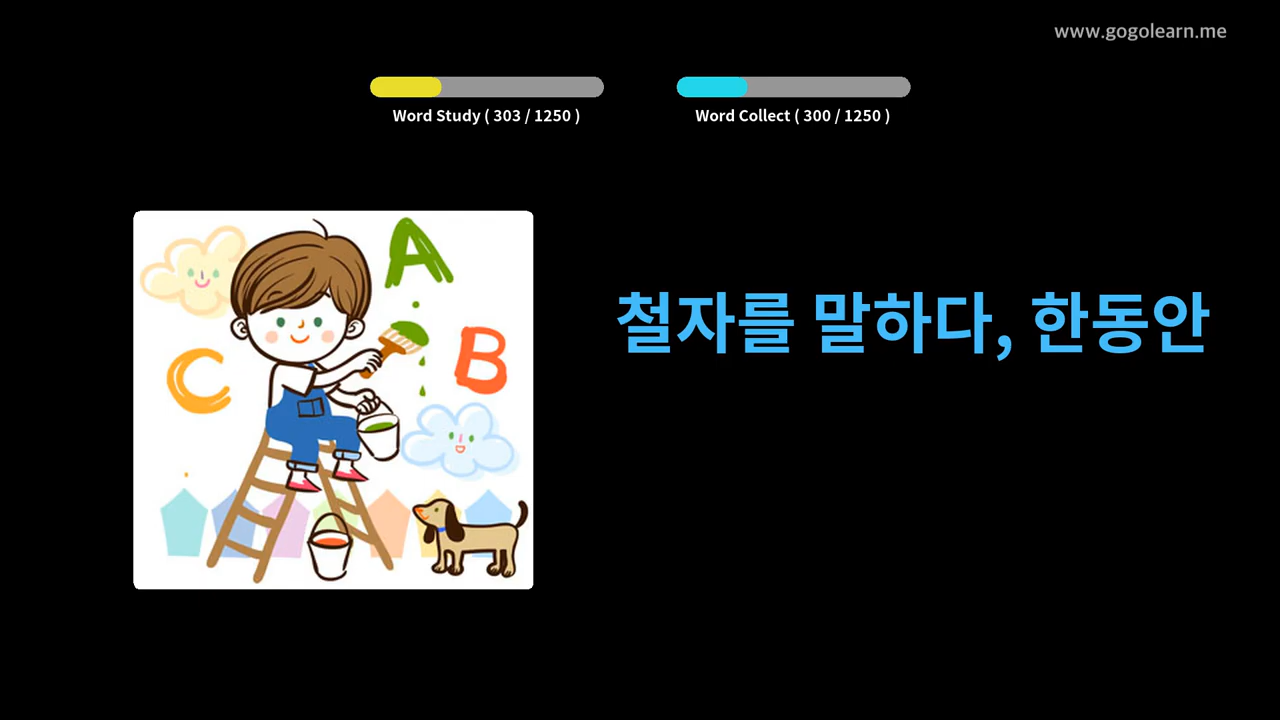 www.gogolearn.me
Word Study ( 303 / 1250 )
Word Collect ( 300 / 1250 )
A
B
C
철자를 말하다, 한동안